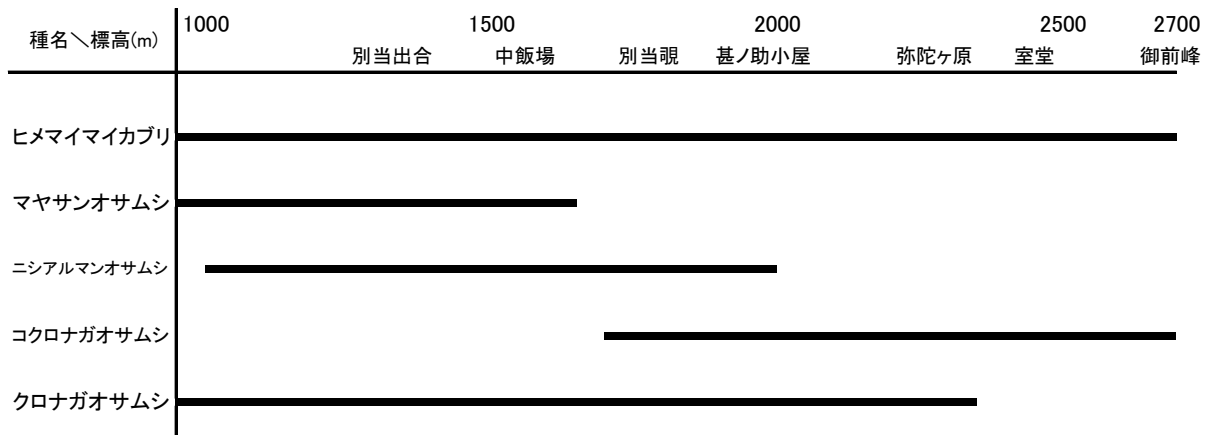 種名＼標高(m)
1000 1500 2000 2500 2700
別当出合 中飯場 別当覗 甚ノ助小屋 弥陀ヶ原 室堂 御前峰
ヒメマイマイカブリ
マヤサンオサムシ
ニシアルマンオサムシ
コクロナガオサムシ
クロナガオサムシ